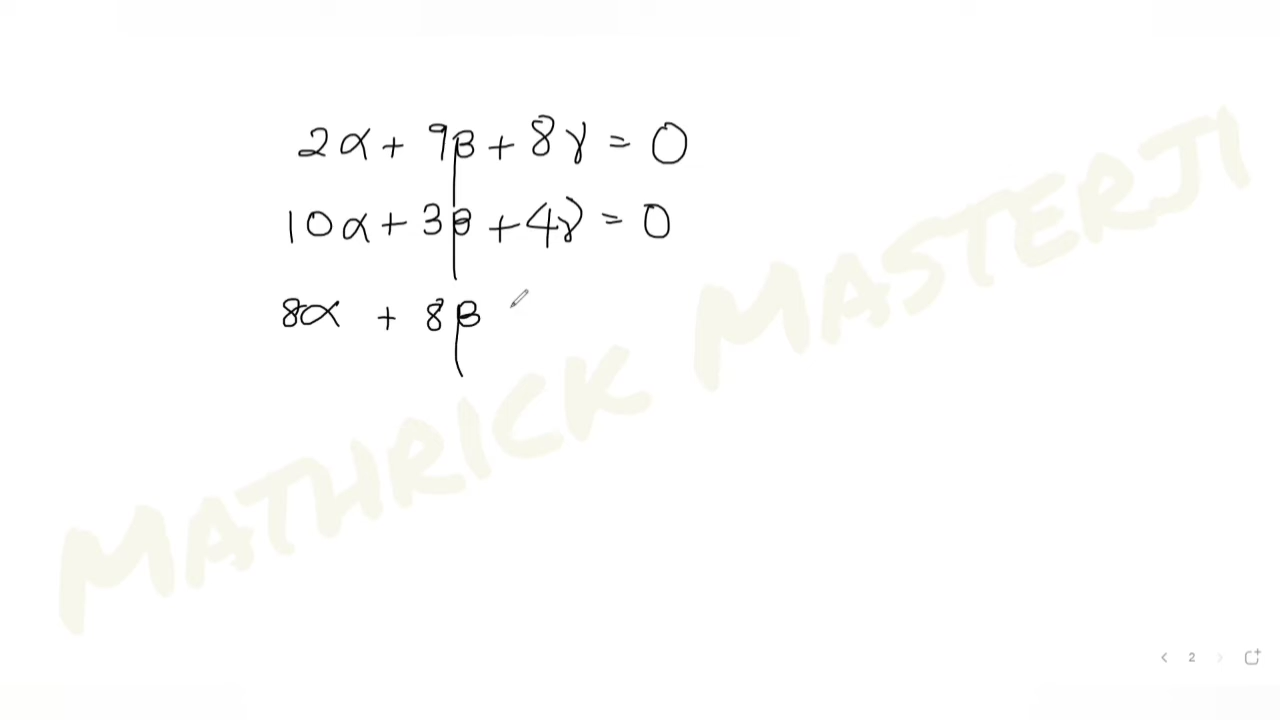 2α + 9β + 8γ = 0
10α + 3β + 4γ = 0
8α + 8β
MATHRICK MASTERJI
2